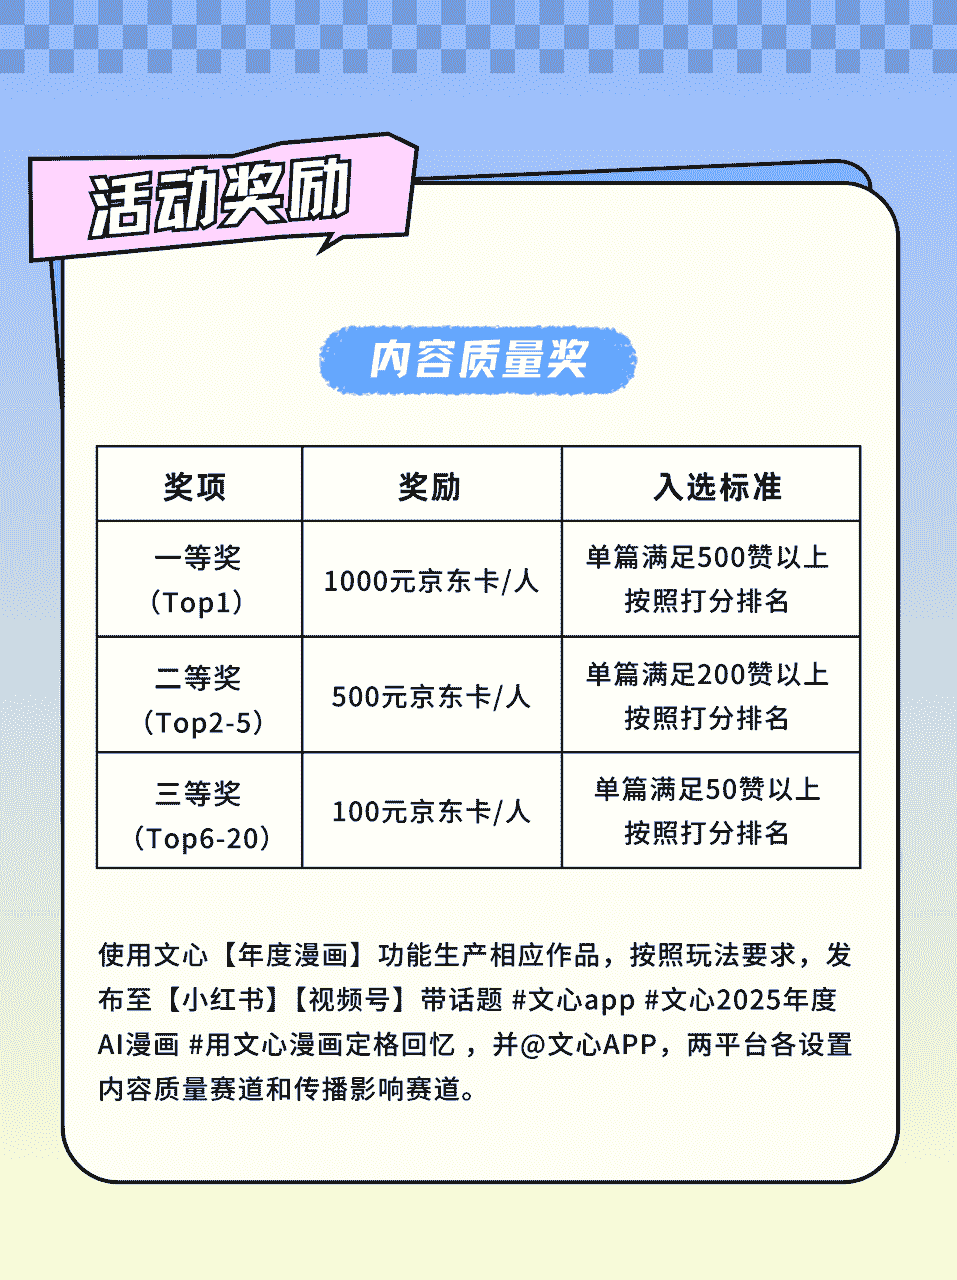 活动奖励
内容质量奖
奖项 奖励 入选标准
一等奖
（Top1）
1000元京东卡/人
单篇满足500赞以上
按照打分排名
二等奖
（Top2-5）
500元京东卡/人
单篇满足200赞以上
按照打分排名
三等奖
（Top6-20）
100元京东卡/人
单篇满足50赞以上
按照打分排名
使用文心【年度漫画】功能生产相应作品，按照玩法要求，发
布至【小红书】【视频号】带话题 #文心app #文心2025年度
AI漫画 #用文心漫画定格回忆 ，并@文心APP，两平台各设置
内容质量赛道和传播影响赛道。